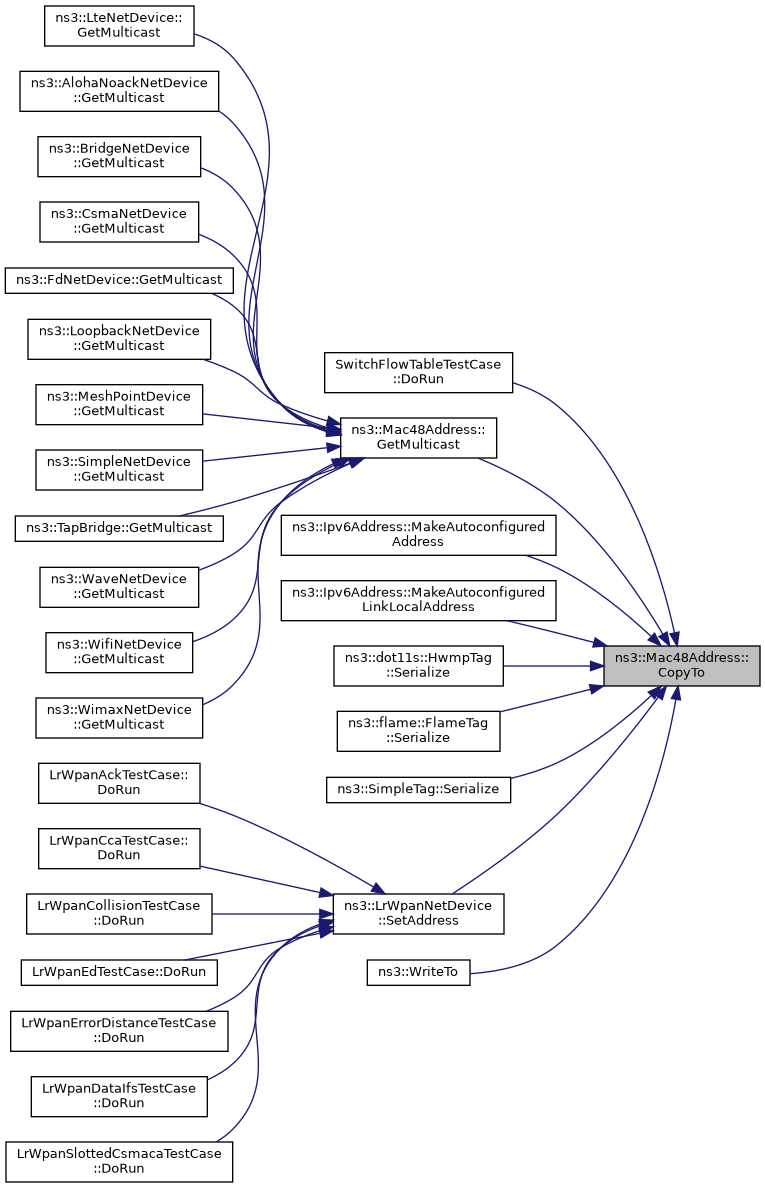 ns3::LteNetDevice::
GetMulticast
ns3::AlohaNoackNetDevice
::GetMulticast
ns3::BridgeNetDevice
::GetMulticast
ns3::CsmaNetDevice
::GetMulticast
ns3::FdNetDevice::GetMulticast
ns3::LoopbackNetDevice
::GetMulticast
ns3::MeshPointDevice
::GetMulticast
ns3::SimpleNetDevice
::GetMulticast
ns3::TapBridge::GetMulticast
ns3::WaveNetDevice
::GetMulticast
ns3::WifiNetDevice
::GetMulticast
ns3::WimaxNetDevice
::GetMulticast
LrWpanAckTestCase::
DoRun
LrWpanCcaTestCase::
DoRun
LrWpanCollisionTestCase
::DoRun
LrWpanEdTestCase::DoRun
LrWpanErrorDistanceTestCase
::DoRun
LrWpanDataIfsTestCase
::DoRun
LrWpanSlottedCsmacaTestCase
::DoRun
SwitchFlowTableTestCase
::DoRun
ns3::Mac48Address::
GetMulticast
ns3::Ipv6Address::MakeAutoconfigured
Address
ns3::Ipv6Address::MakeAutoconfigured
LinkLocalAddress
ns3::dot11s::HwmpTag
::Serialize
ns3::flame::FlameTag
::Serialize
ns3::SimpleTag::Serialize
ns3::LrWpanNetDevice
::SetAddress
ns3::WriteTo
ns3::Mac48Address::
CopyTo